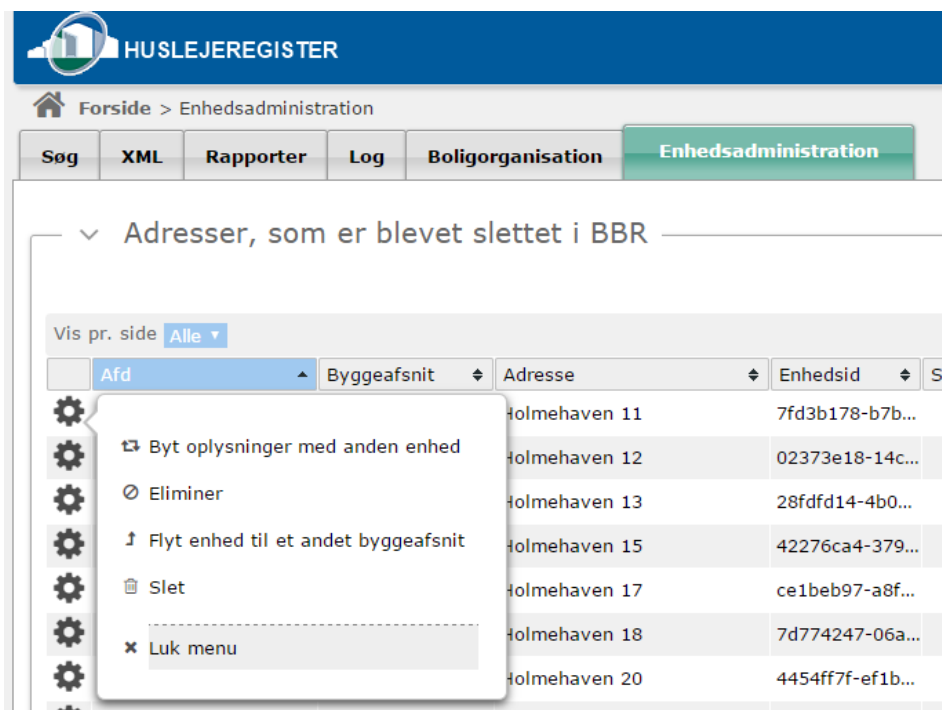 HUSLEJEREGISTER
Forside > Enhedsadministration
Søg XML Rapporter Log Boligorganisation Enhedsadministration
Adresser, som er blevet slettet i BBR
Vis pr. side Alle
Afd Byggeafsnit Adresse Enhedsid S
Holmehaven 11 7fd3b178-b7b...
Byt oplysninger med anden enhed
Holmehaven 12 02373e18-14c...
Eliminer
Holmehaven 13 28fdfd14-4b0...
Flyt enhed til et andet byggeafsnit
Holmehaven 15 42276ca4-379...
Slet
Holmehaven 17 ce1beb97-a8f...
Holmehaven 18 7d774247-06a...
Luk menu
Holmehaven 20 4454ff7f-ef1b...